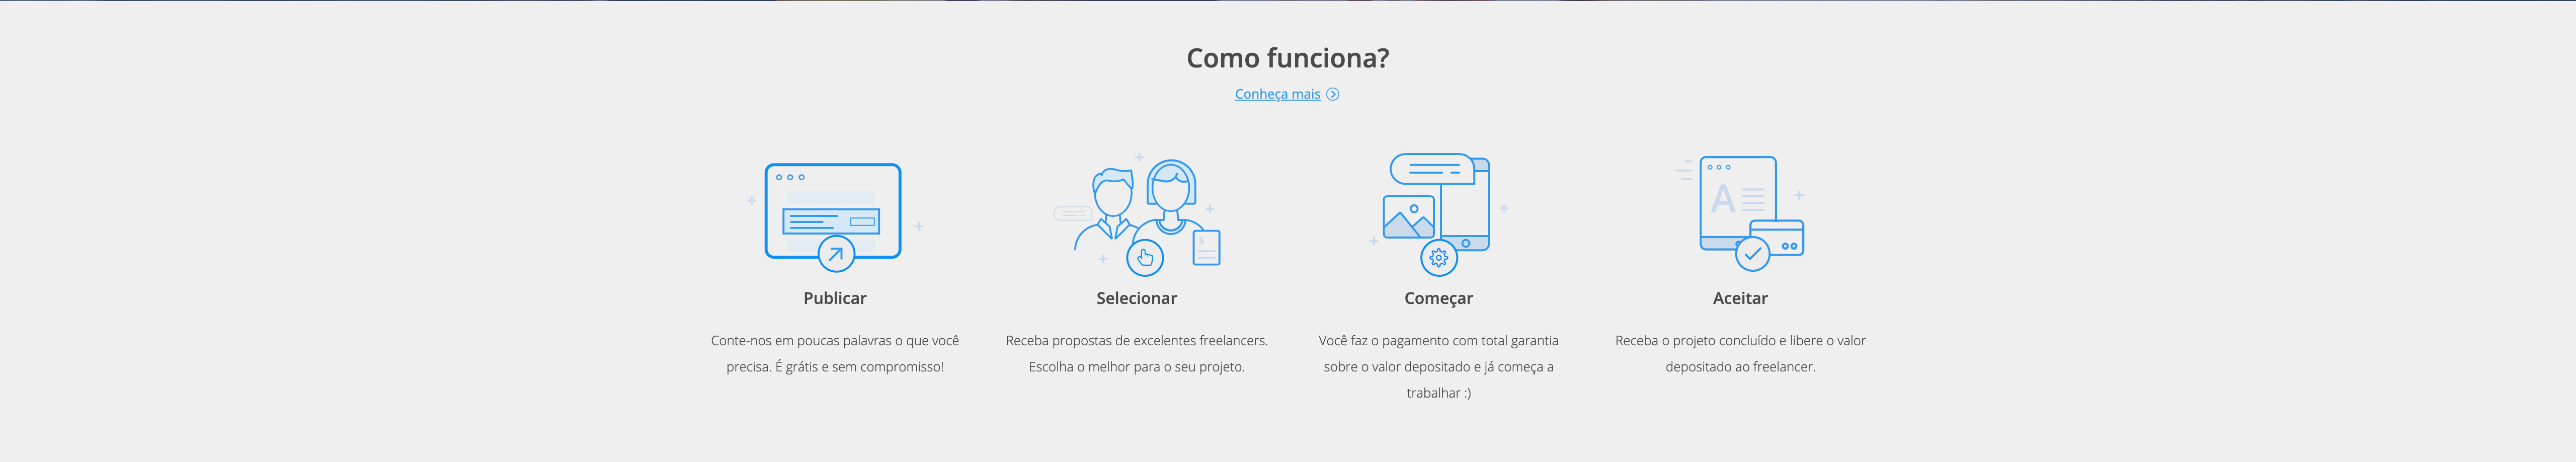 Como funciona?
Conheça mais
A
$
Publicar
Selecionar
Começar
Aceitar
Conte-nos em poucas palavras o que você
precisa. É grátis e sem compromisso!
Receba propostas de excelentes freelancers.
Escolha o melhor para o seu projeto.
Você faz o pagamento com total garantia
sobre o valor depositado e já começa a
trabalhar :)
Receba o projeto concluído e libere o valor
depositado ao freelancer.